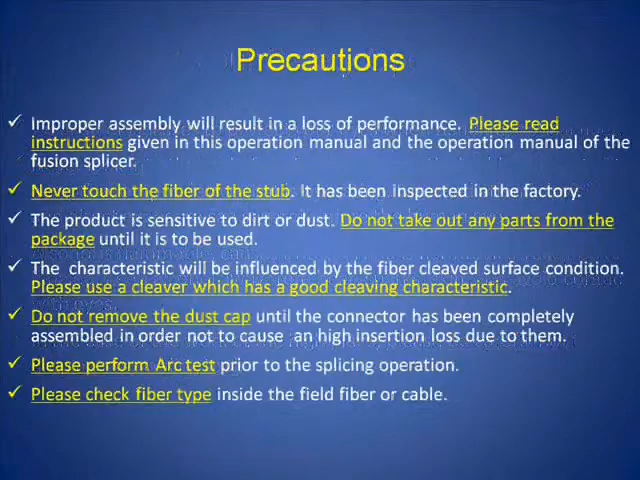 Precautions
✓ Improper assembly will result in a loss of performance. Please read
instructions given in this operation manual and the operation manual of the
fusion splicer.
✓ Never touch the fiber of the stub. It has been inspected in the factory.
✓ The product is sensitive to dirt or dust. Do not take out any parts from the
package until it is to be used.
✓ The characteristic will be influenced by the fiber cleaved surface condition.
Please use a cleaver which has a good cleaving characteristic.
✓ Do not remove the dust cap until the connector has been completely
assembled in order not to cause an high insertion loss due to them.
✓ Please perform Arc test prior to the splicing operation.
✓ Please check fiber type inside the field fiber or cable.